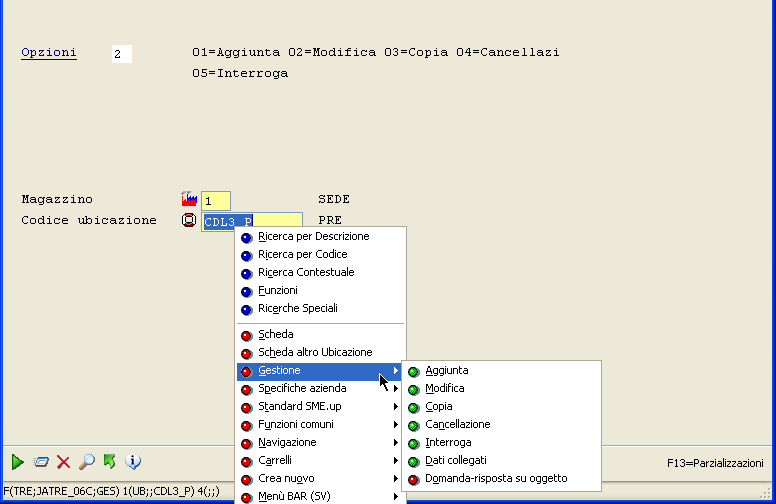 Opzioni 2 01=Aggiunta 02=Modifica 03=Copia 04=Cancellazi
05=Interroga
Magazzino 1 SEDE
Codice ubicazione CDL3_P PRE
Ricerca per Descrizione
Ricerca per Codice
Ricerca Contestuale
Funzioni
Ricerche Speciali
Scheda
Scheda altro Ubicazione
Gestione
Specifiche azienda
Standard SME.up
Funzioni comuni
Navigazione
Carrelli
Crea nuovo
Menù BAR (SV)
Aggiunta
Modifica
Copia
Cancellazione
Interroga
Dati collegati
Domanda-risposta su oggetto
F13=Parzializzazioni
F(TRE;JATRE_06C;GES) 1(UB;;CDL3_P) 4(;;)